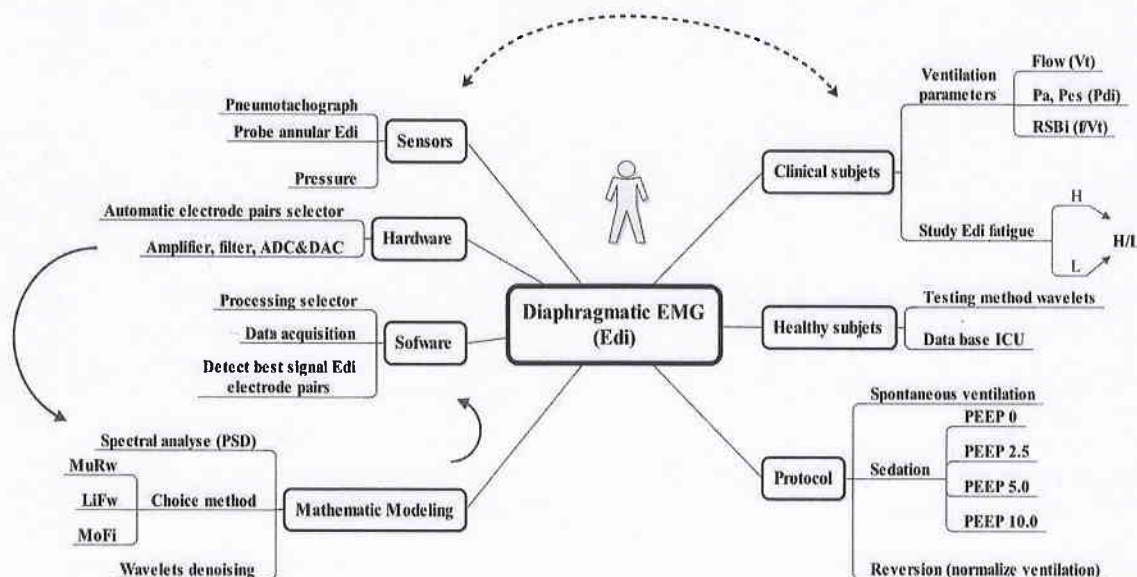 Diaphragmatic EMG
(Edi)
Sensors
Pneumotachograph
Probe annular Edi
Pressure
Hardware
Automatic electrode pairs selector
Amplifier, filter, ADC&DAC
Sofware
Processing selector
Data acquisition
Detect best signal Edi
electrode pairs
Mathematic Modeling
Spectral analyse (PSD)
Choice method
MuRw
LiFw
MoFi
Wavelets denoising
Clinical subjets
Ventilation
parameters
Flow (Vt)
Pa, Pes (Pdi)
RSBi (f/Vt)
Study Edi fatigue
H
L
H/L
Healthy subjets
Testing method wavelets
Data base ICU
Protocol
Spontaneous ventilation
Sedation
PEEP 0
PEEP 2.5
PEEP 5.0
PEEP 10.0
Reversion (normalize ventilation)